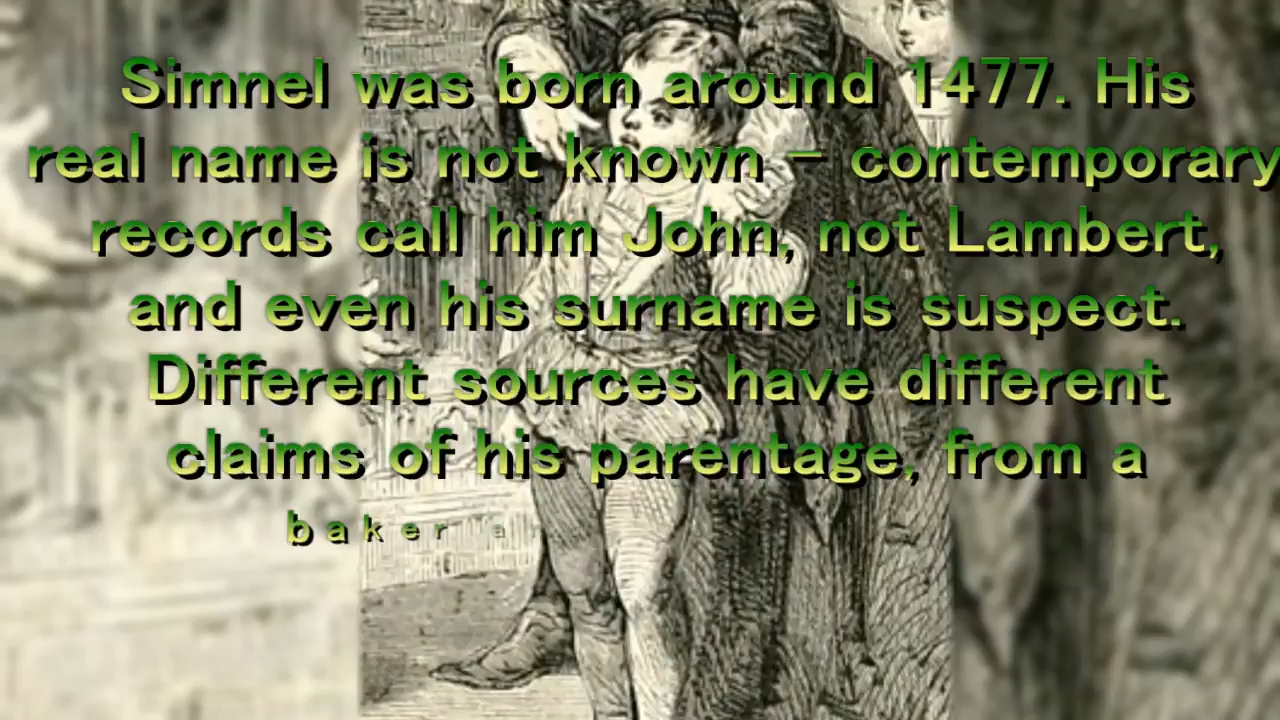 Simnel was born around 1477. His
real name is not known – contemporary
records call him John, not Lambert,
and even his surname is suspect.
Different sources have different
claims of his parentage, from a
baker a